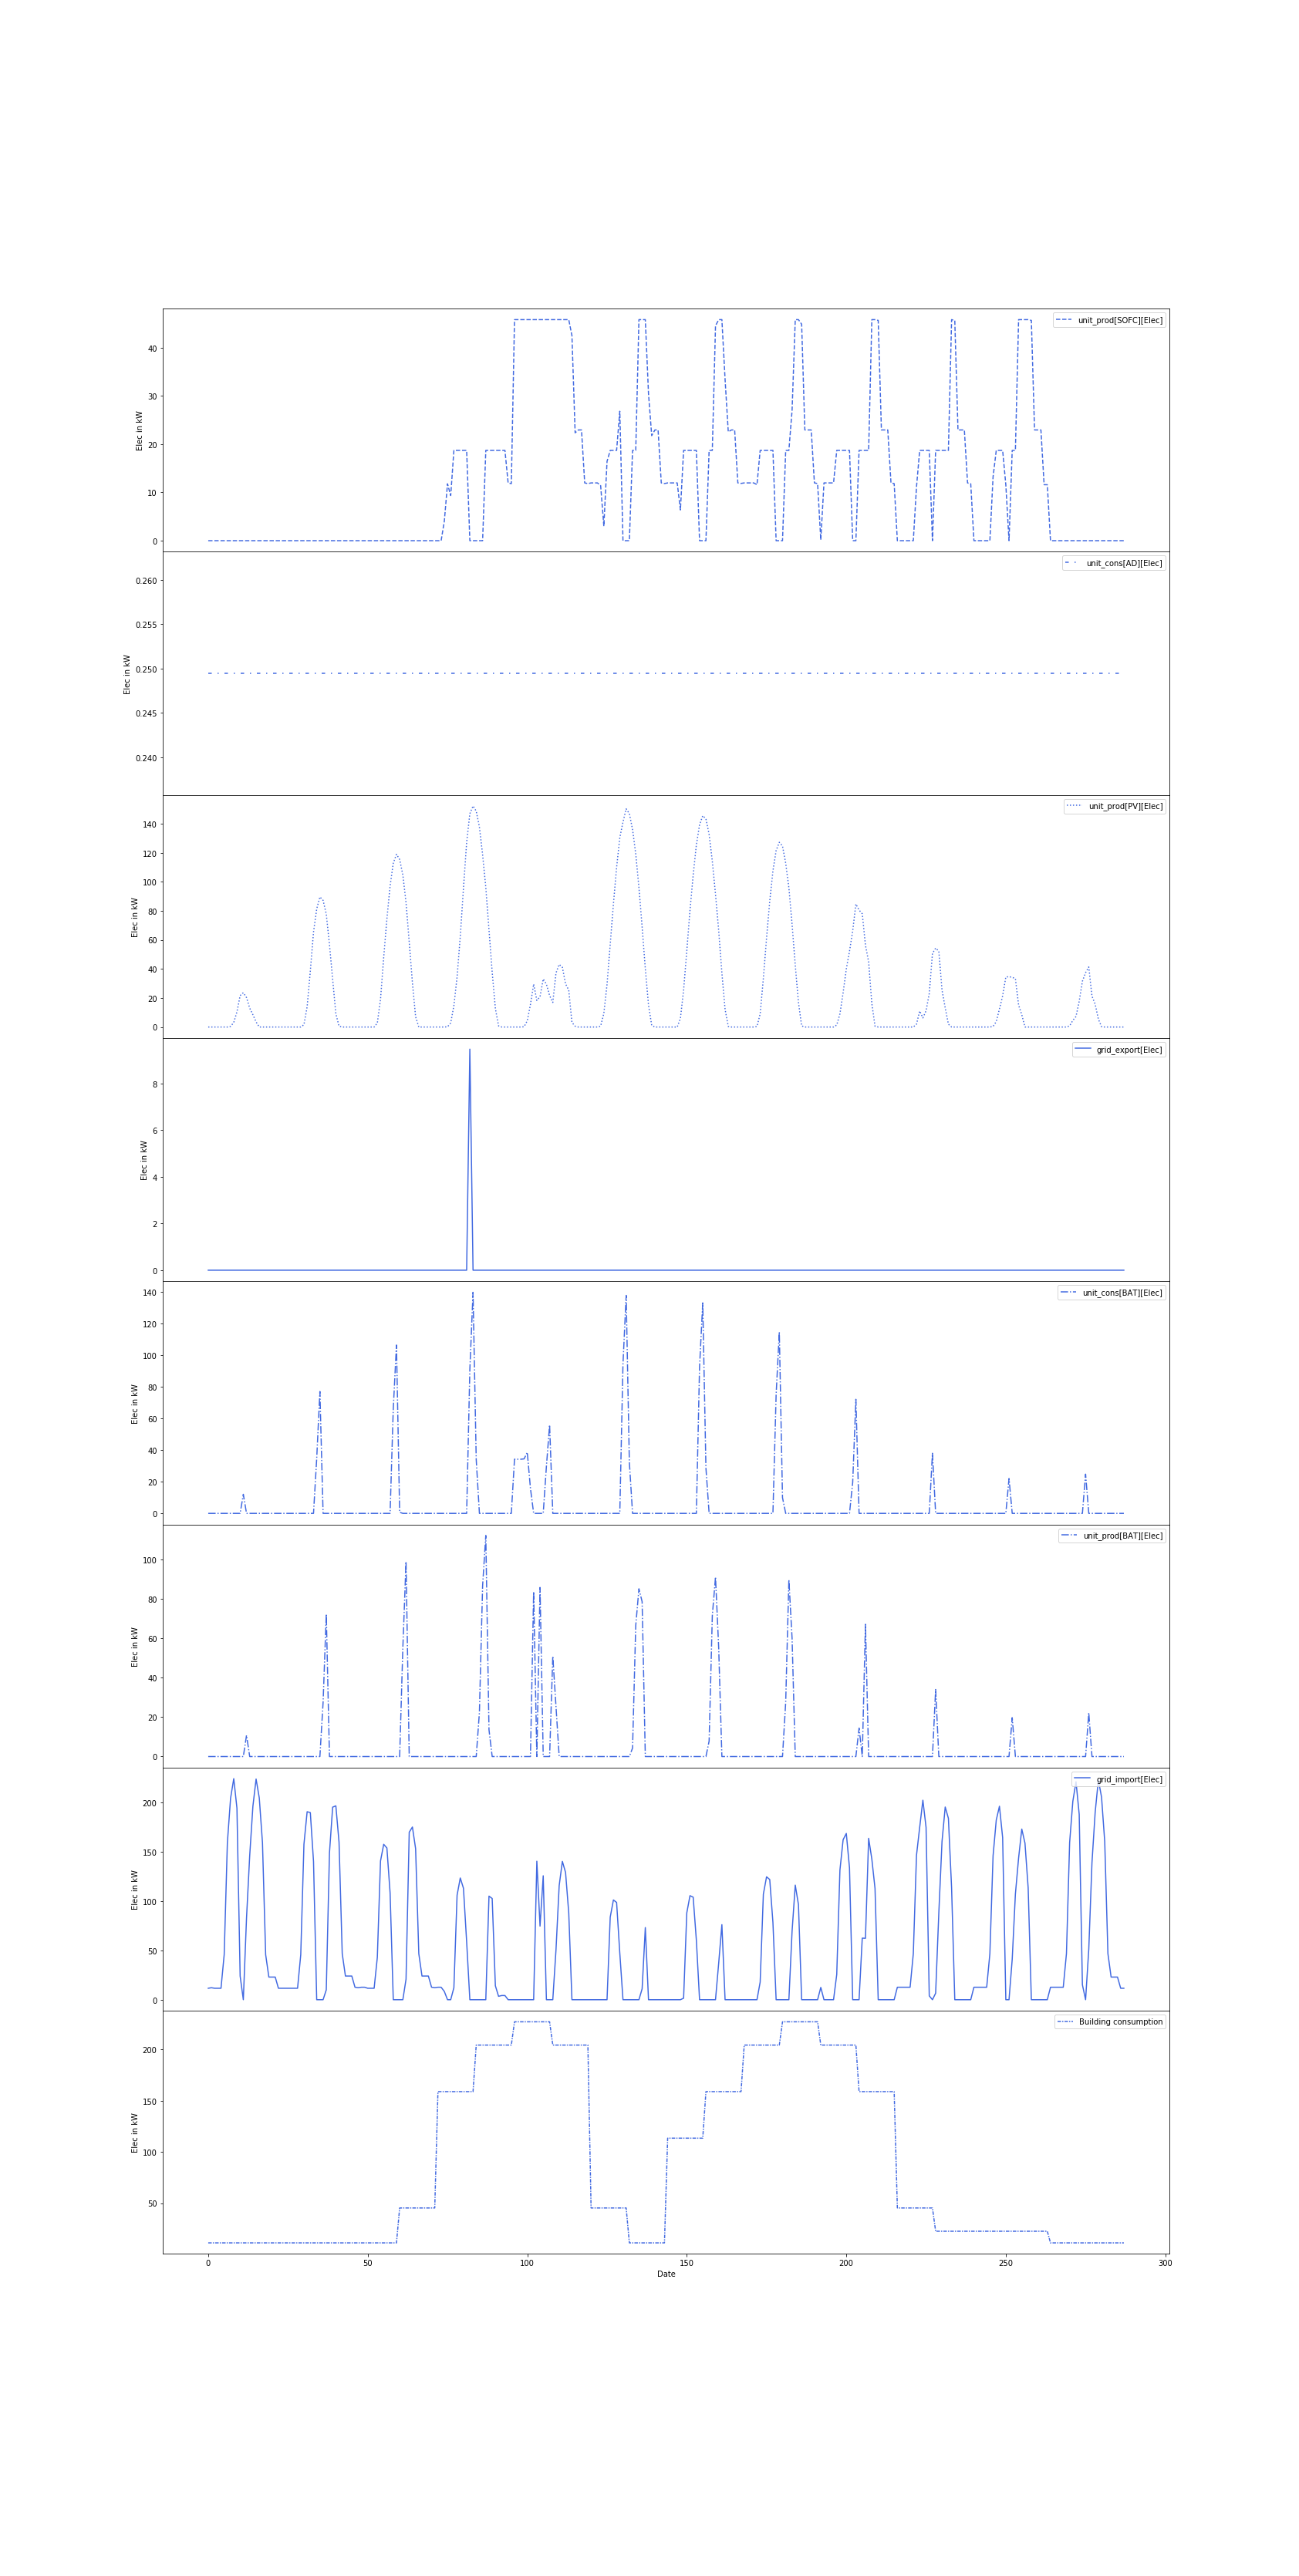 unit_prod[SOFC][Elec]
Elec in kW
40
30
20
10
0
unit_cons[AD][Elec]
Elec in kW
0.260
0.255
0.250
0.245
0.240
unit_prod[PV][Elec]
Elec in kW
140
120
100
80
60
40
20
0
grid_export[Elec]
Elec in kW
8
6
4
2
0
unit_cons[BAT][Elec]
Elec in kW
140
120
100
80
60
40
20
0
unit_prod[BAT][Elec]
Elec in kW
100
80
60
40
20
0
grid_import[Elec]
Elec in kW
200
150
100
50
0
Building consumption
Elec in kW
200
150
100
50
0 50 100 150 200 250 300
Date